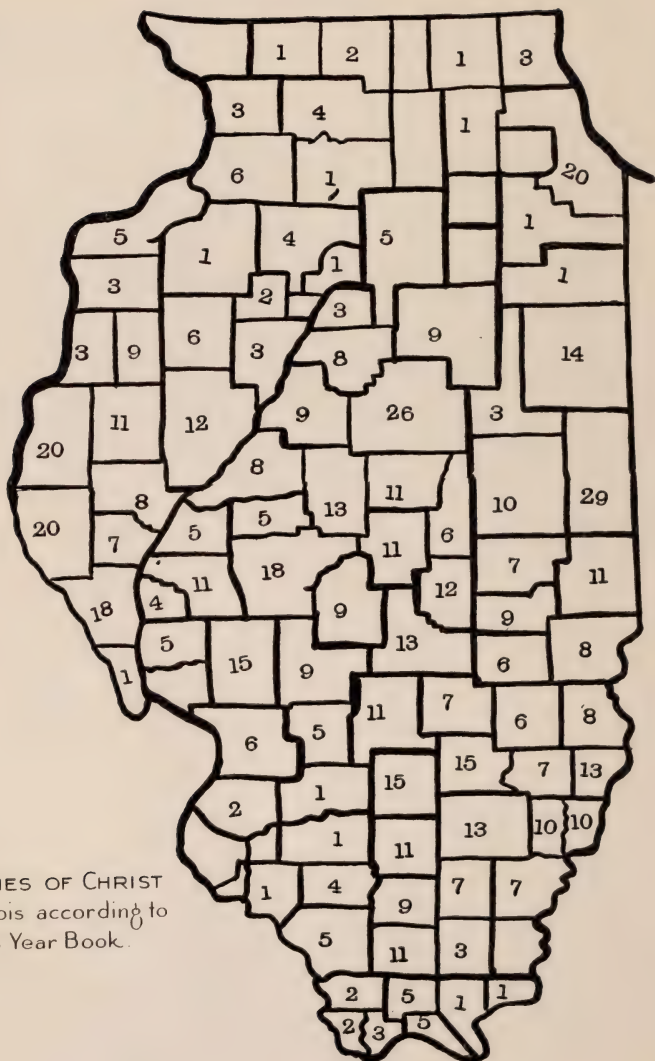 1 2 1 3
3 4 1
20
6 1
5 1 4 5 1
3 1 1
2 3
3 9 6 3 8 9 14
20 11 12 9 26 3
8 11 10 29
20 8 5 5 13 6
7 11 7 11
18 4 11 18 12
9 9
1 5 15 9 13 6 8
11 7 6 8
6 5 15 15 7 13
2 1 13 10 10
1 11
IES OF CHRIST
1 4 9 7 7
ois according to
Year Book.
5 11 3
2 5 1 1
2 3 5